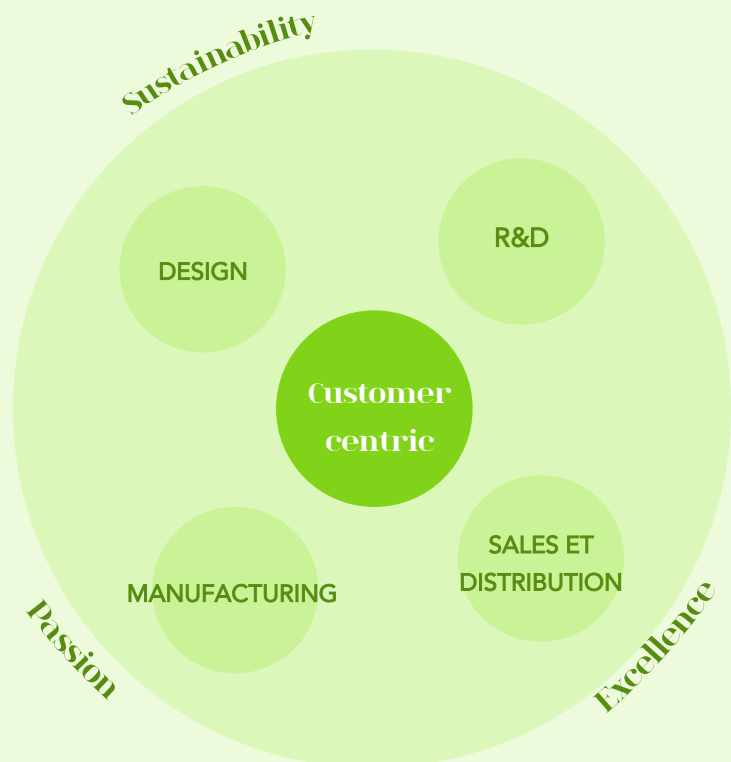 Sustainability
R&D
DESIGN
Customer
centric
SALES ET
DISTRIBUTION
MANUFACTURING
Passion
Excellence